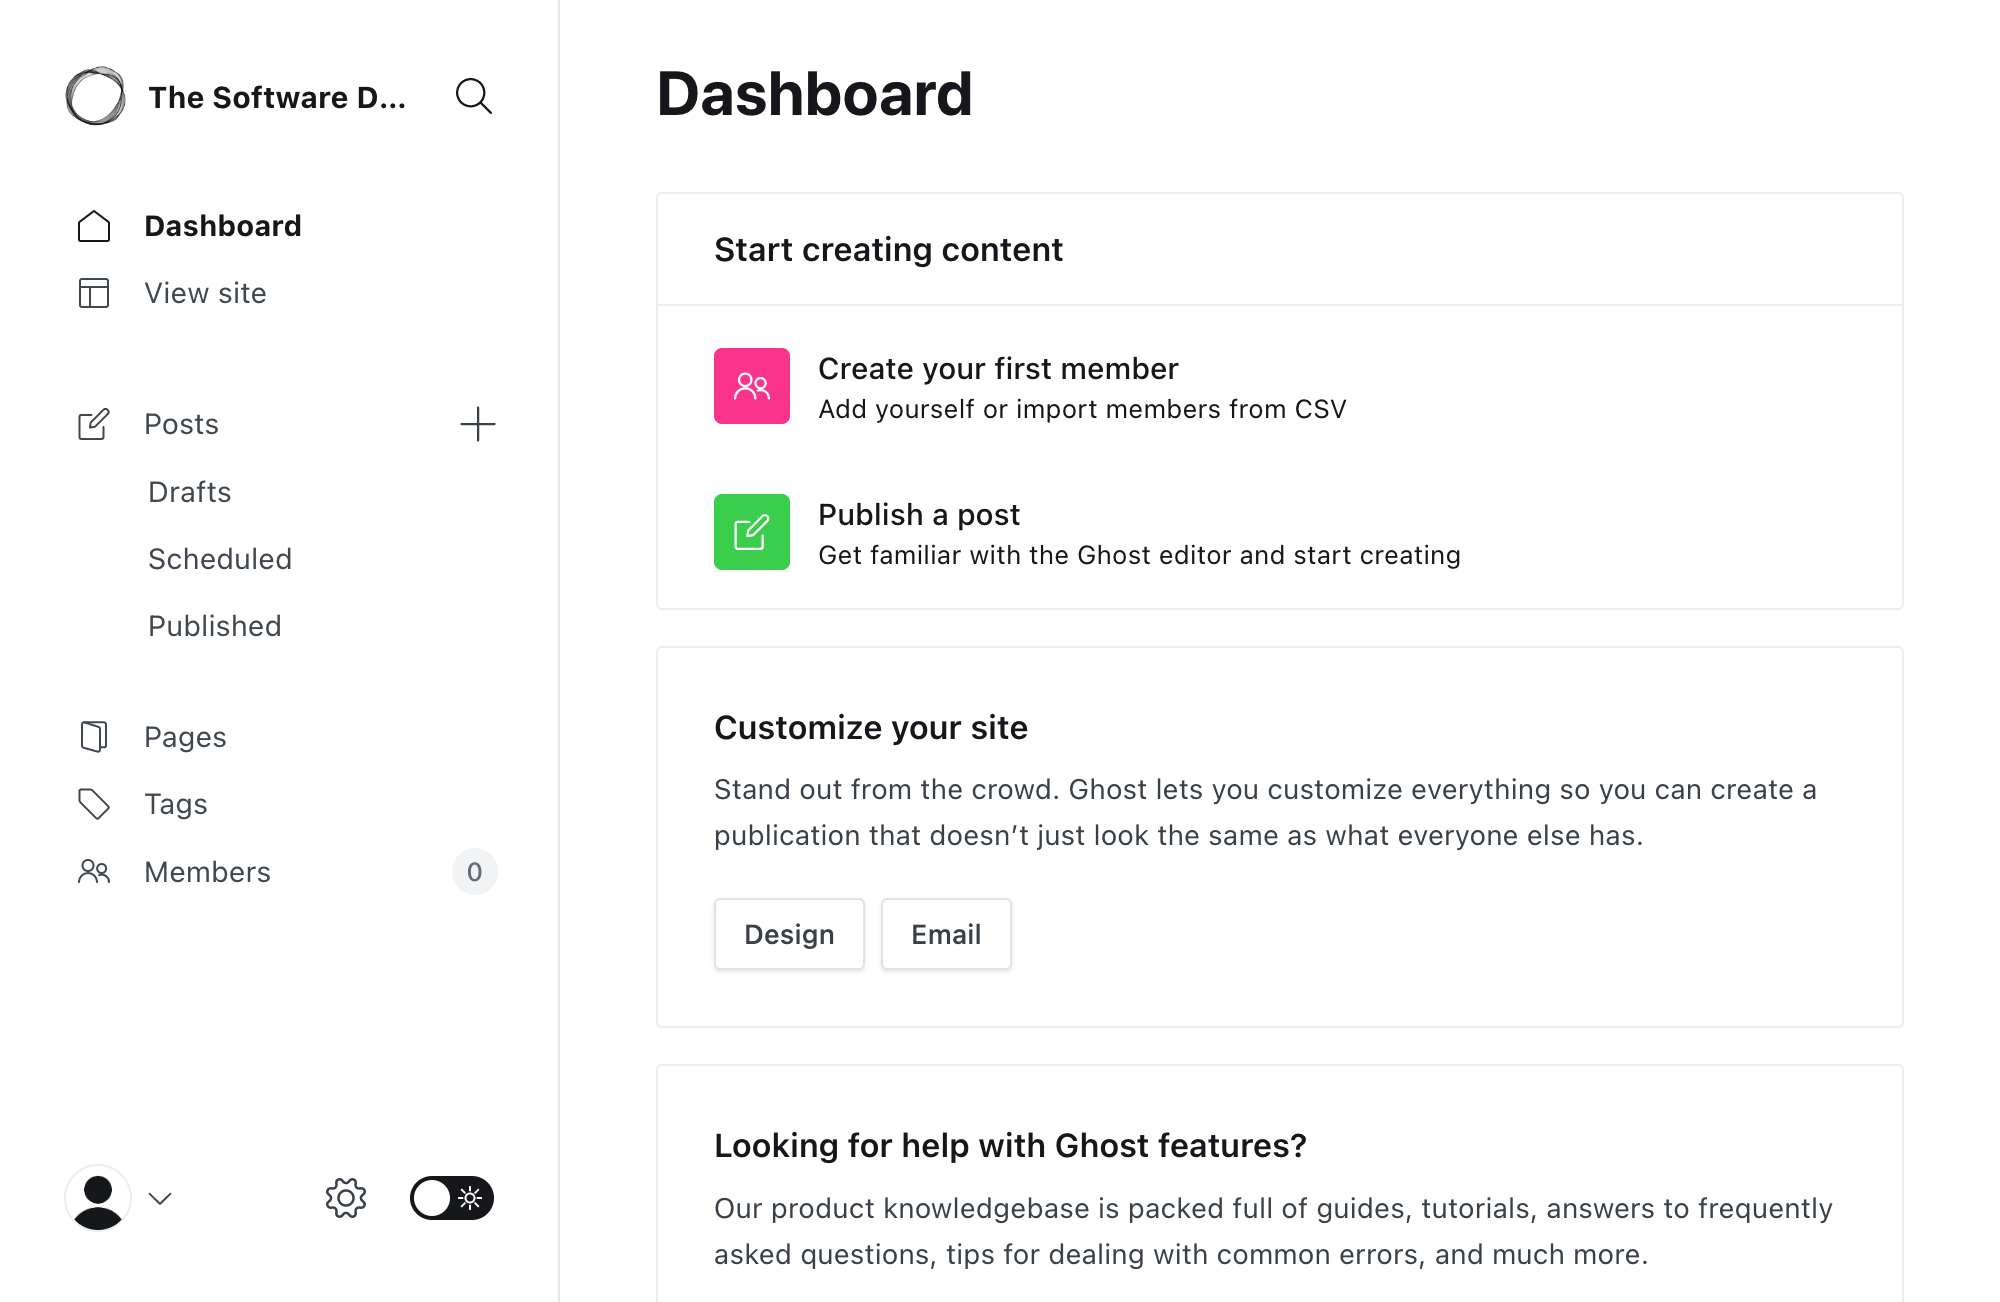 The Software D...
Dashboard
View site
Posts
Drafts
Scheduled
Published
Pages
Tags
Members
0
Dashboard
Start creating content
Create your first member
Add yourself or import members from CSV
Publish a post
Get familiar with the Ghost editor and start creating
Customize your site
Stand out from the crowd. Ghost lets you customize everything so you can create a
publication that doesn’t just look the same as what everyone else has.
Design
Email
Looking for help with Ghost features?
Our product knowledgebase is packed full of guides, tutorials, answers to frequently
asked questions, tips for dealing with common errors, and much more.